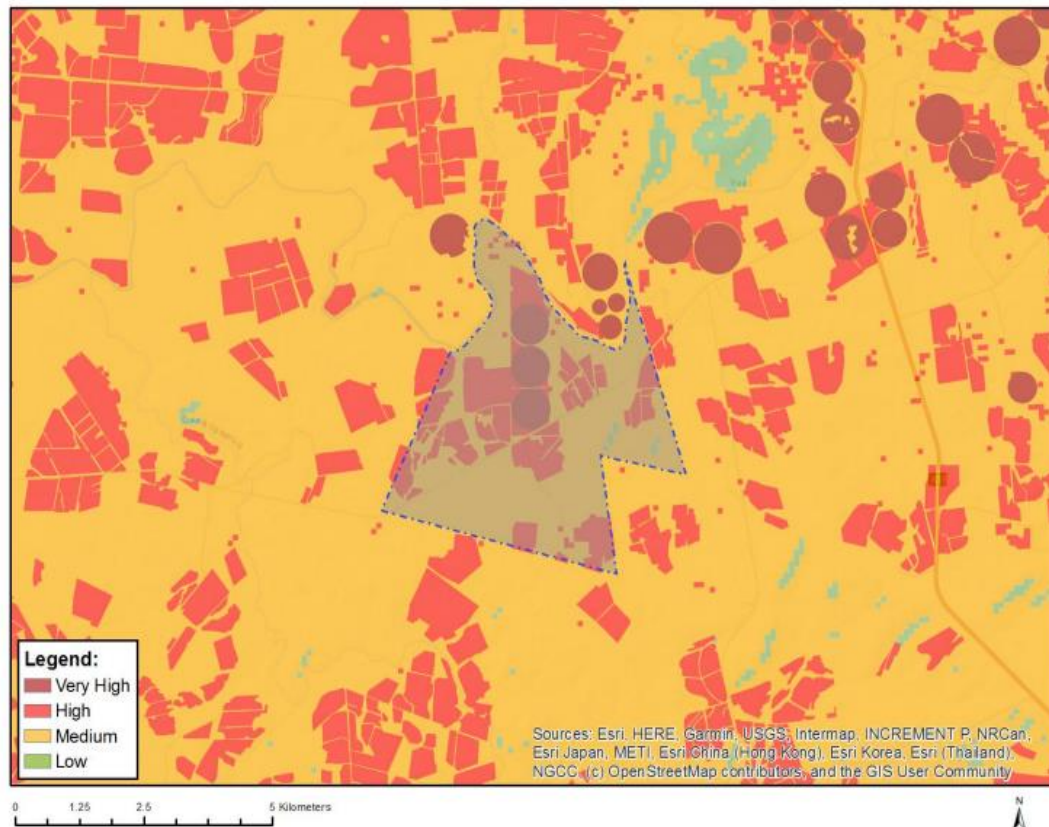 Legend:
Very High
High
Medium
Low
Sources: Esri, HERE, Garmin, USGS, Intermap, INCREMENT P, NRCan,
Esri Japan, METI, Esri China (Hong Kong), Esri Korea, Esri (Thailand),
NGCC, (c) OpenStreetMap contributors, and the GIS User Community
0 1.25 2.5 5 Kilometers
N